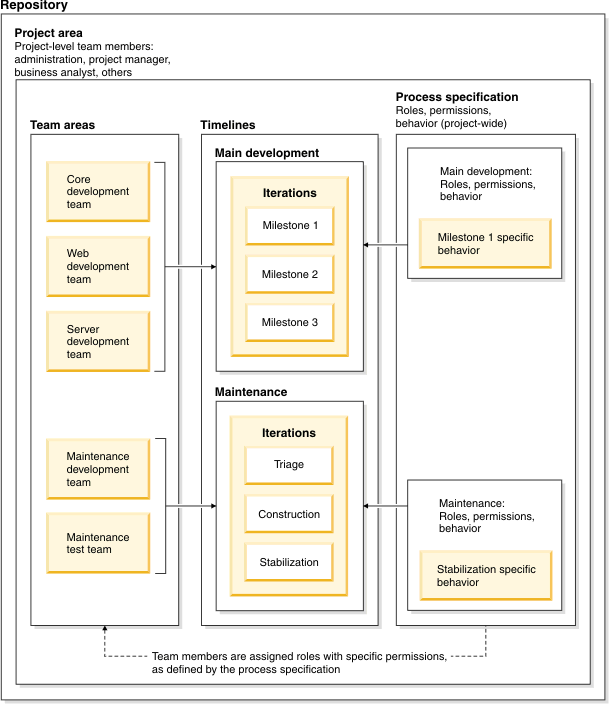 Repository
Project area
Project-level team members:
administration, project manager,
business analyst, others
Team areas
Core
development
team
Web
development
team
Server
development
team
Maintenance
development
team
Maintenance
test team
Timelines
Main development
Iterations
Milestone 1
Milestone 2
Milestone 3
Maintenance
Iterations
Triage
Construction
Stabilization
Process specification
Roles, permissions,
behavior (project-wide)
Main development:
Roles, permissions,
behavior
Milestone 1 specific
behavior
Maintenance:
Roles, permissions,
behavior
Stabilization specific
behavior
Team members are assigned roles with specific permissions,
as defined by the process specification